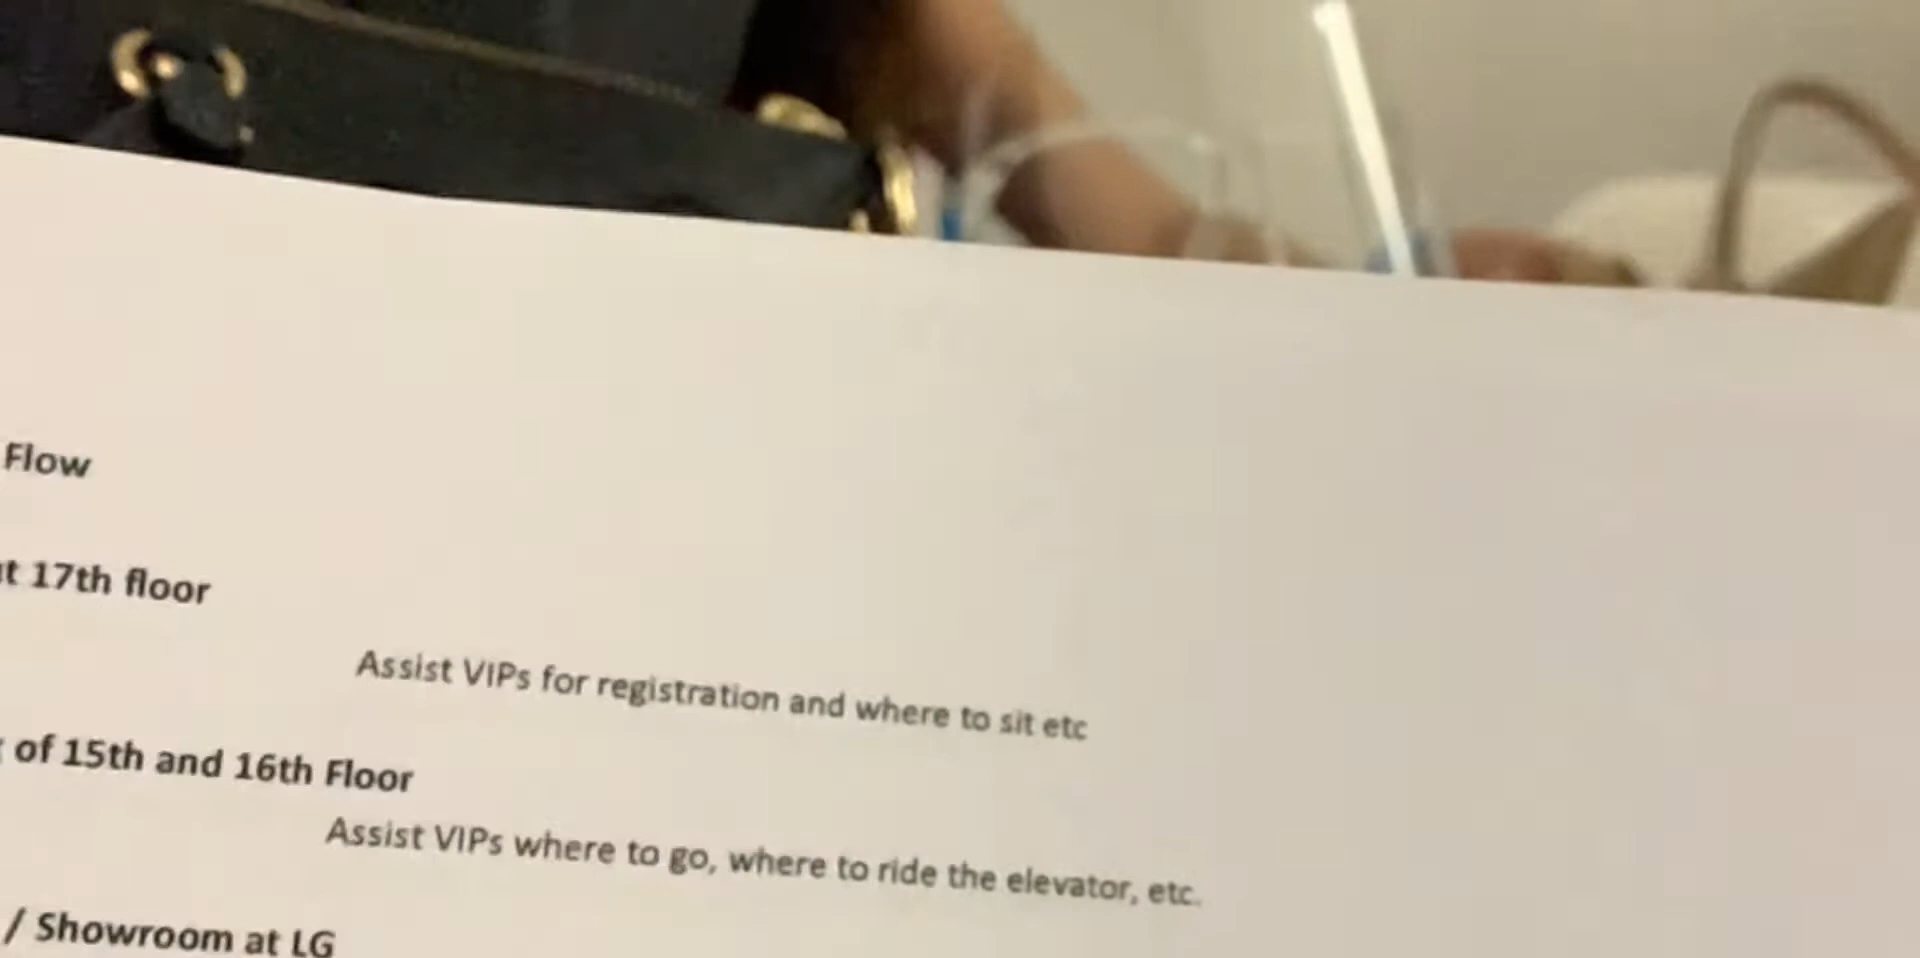 Flow
17th floor
Assist VIPs for registration and where to sit etc
of 15th and 16th Floor
Assist VIPs where to go, where to ride the elevator, etc.
/ Showroom at LG